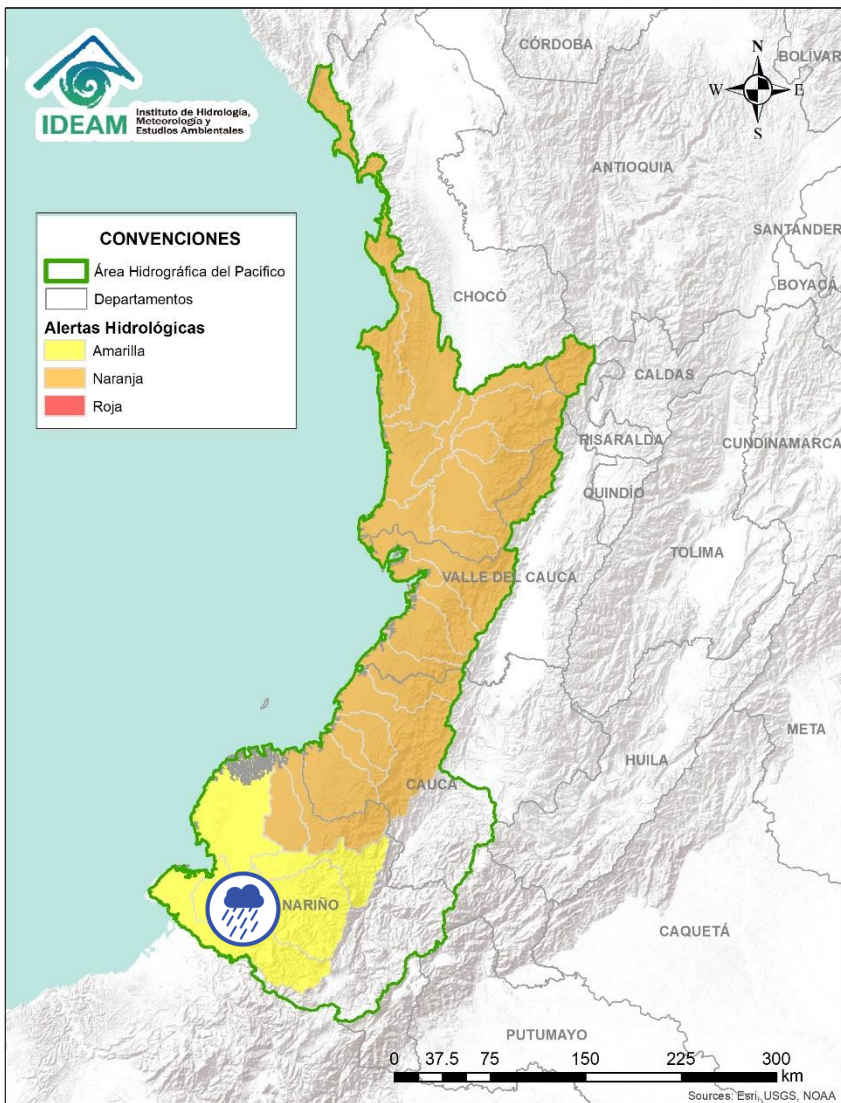 IDEAM
Instituto de Hidrología,
Meteorología y
Estudios Ambientales
N
W
E
S
CÓRDOBA
BOLÍVAR
ANTIOQUIA
SANTANDER
BOYACÁ
CHOCÓ
CALDAS
RISARALDA
CUNDINAMARCA
QUINDÍO
TOLIMA
VALLE DEL CAUCA
META
HUILA
CAUCA
NARIÑO
CAQUETÁ
PUTUMAYO
CONVENCIONES
Área Hidrográfica del Pacifico
Departamentos
Alertas Hidrológicas
Amarilla
Naranja
Roja
0 37.5 75 150 225 300
km
Sources: Esri, USGS, NOAA